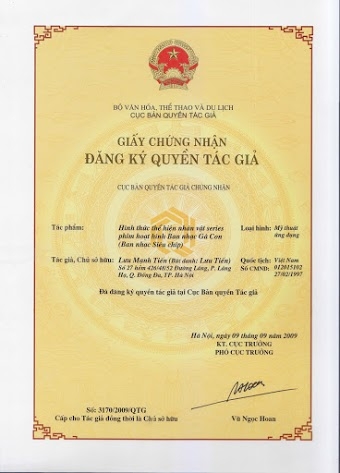 BỘ VĂN HÓA, THỂ THAO VÀ DU LỊCH
CỤC BẢN QUYỀN TÁC GIẢ
GIẤY CHỨNG NHẬN
ĐĂNG KÝ QUYỀN TÁC GIẢ
CỤC BẢN QUYỀN TÁC GIẢ CHỨNG NHẬN
Tác phẩm: Hình thức thể hiện nhân vật series Loại hình: Mỹ thuật
phim hoạt hình Ban nhạc Gà Con ứng dụng
(Ban nhạc Siêu chíp)
Tác giả, Chủ sở hữu: Lưu Mạnh Tiến (Bút danh: Lưu Tiến) Quốc tịch: Việt Nam
Số 27 hẻm 426/40/52 Đường Láng, P. Láng Số CMND: 012015102
Hạ, Q. Đống Đa, TP. Hà Nội 27/02/1997
Đã đăng ký quyền tác giả tại Cục Bản quyền Tác giả
Hà Nội, ngày 09 tháng 09 năm 2009
KT. CỤC TRƯỞNG
PHÓ CỤC TRƯỞNG
Số: 3170/2009/QTG
Cấp cho Tác giả đồng thời là Chủ sở hữu Vũ Ngọc Hoan